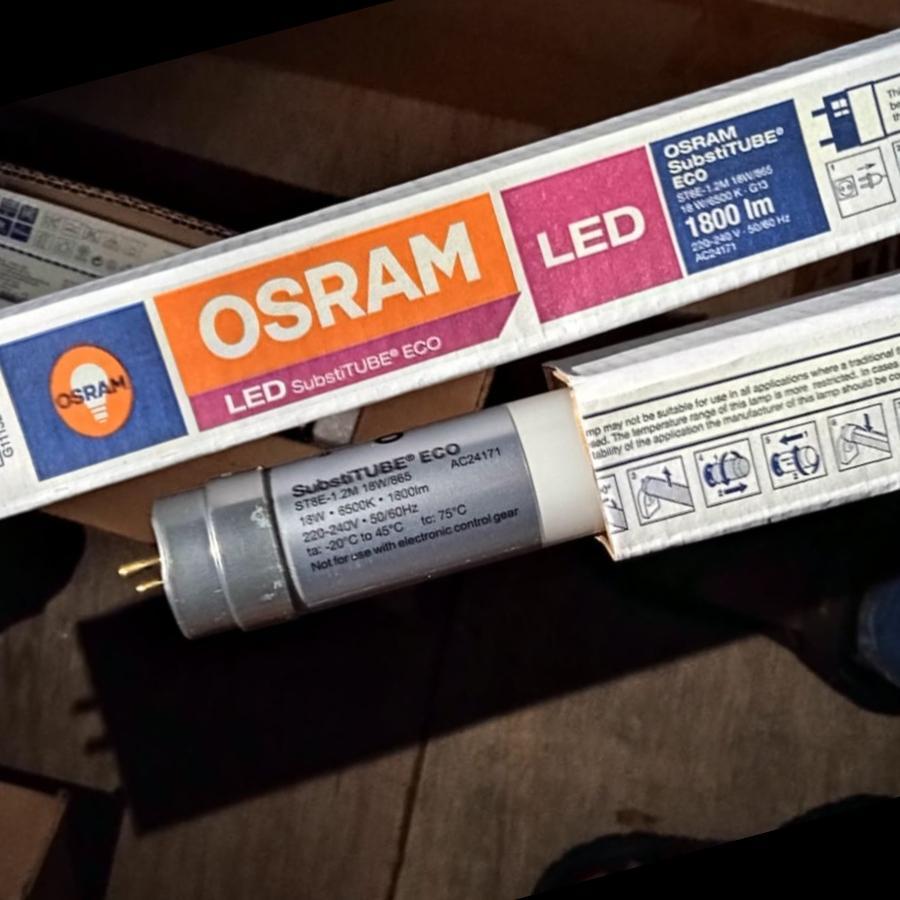 OSRAM
OSRAM
LED SubstiTUBE® ECO
LED
OSRAM
SubstiTUBE®
ECO
ST8E-1.2M 18W/865
18 W/6500 K · G13
1800 lm
220-240 V · 50/60 Hz
AC24171
SubstiTUBE® ECO
ST8E-1.2M 18W/865 AC24171
18W • 6500K • 1800lm
220-240V • 50/60Hz
ta: -20°C to 45°C tc: 75°C
Not for use with electronic control gear
may not be suitable for use in all applications where a traditional
The temperature range of this lamp is more restricted. In cases
of the application the manufacturer of this lamp should be